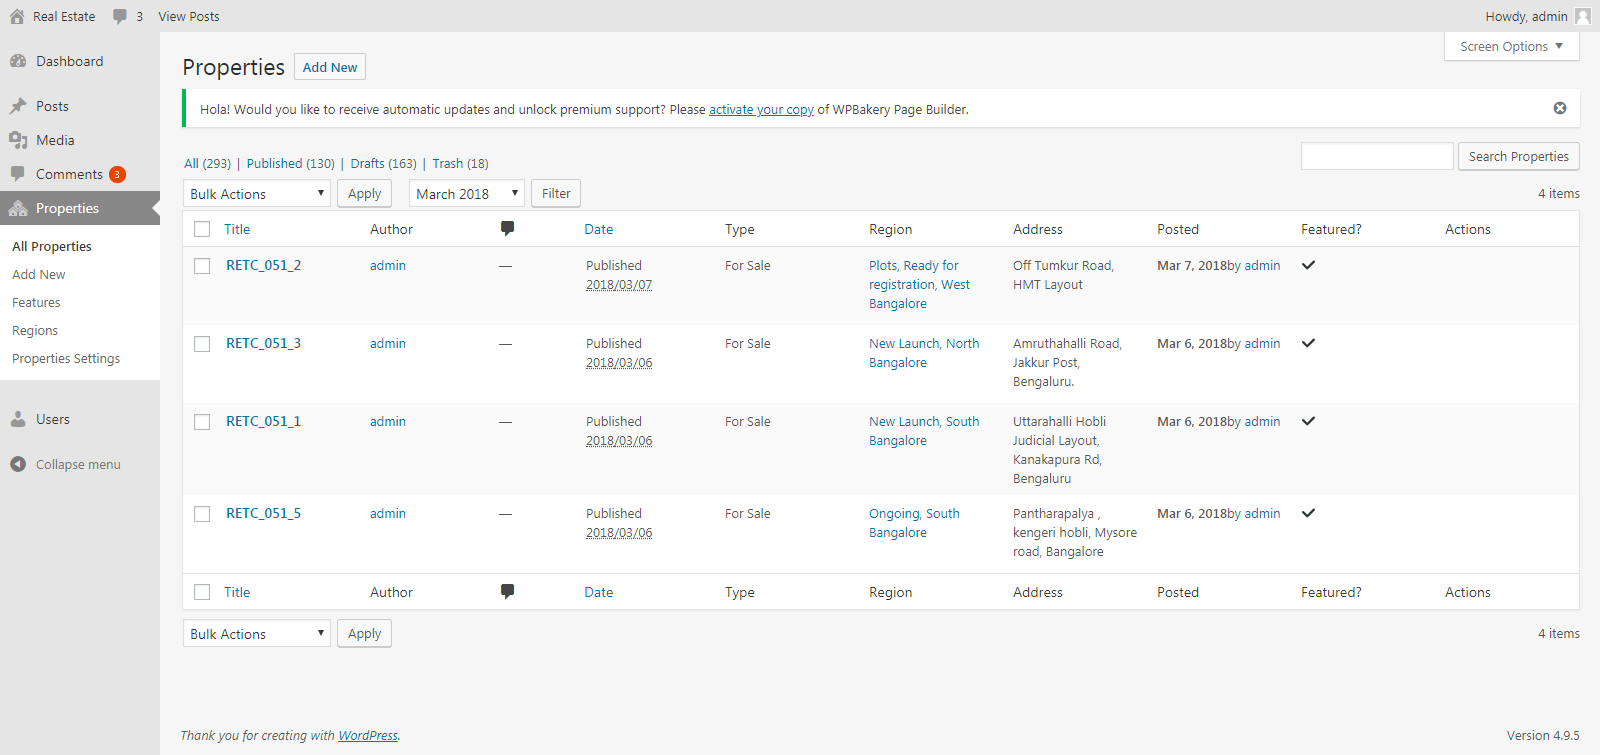 Real Estate 3 View Posts Howdy, admin
Screen Options
Dashboard
Posts
Media
Comments 3
Properties
All Properties
Add New
Features
Regions
Properties Settings
Users
Collapse menu
Properties Add New
Hola! Would you like to receive automatic updates and unlock premium support? Please activate your copy of WPBakery Page Builder.
All (293) | Published (130) | Drafts (163) | Trash (18)
Search Properties
Bulk Actions Apply March 2018 Filter 4 items
Title Author Date Type Region Address Posted Featured? Actions
RETC_051_2 admin — Published For Sale Plots, Ready for Off Tumkur Road, Mar 7, 2018by admin
2018/03/07 registration, West HMT Layout
Bangalore
RETC_051_3 admin — Published For Sale New Launch, North Amruthahalli Road, Mar 6, 2018by admin
2018/03/06 Bangalore Jakkur Post,
Bengaluru.
RETC_051_1 admin — Published For Sale New Launch, South Uttarahalli Hobli Mar 6, 2018by admin
2018/03/06 Bangalore Judicial Layout,
Kanakapura Rd,
Bengaluru
RETC_051_5 admin — Published For Sale Ongoing, South Pantharapalya , Mar 6, 2018by admin
2018/03/06 Bangalore kengeri hobli, Mysore
road, Bangalore
Title Author Date Type Region Address Posted Featured? Actions
Bulk Actions Apply 4 items
Thank you for creating with WordPress. Version 4.9.5